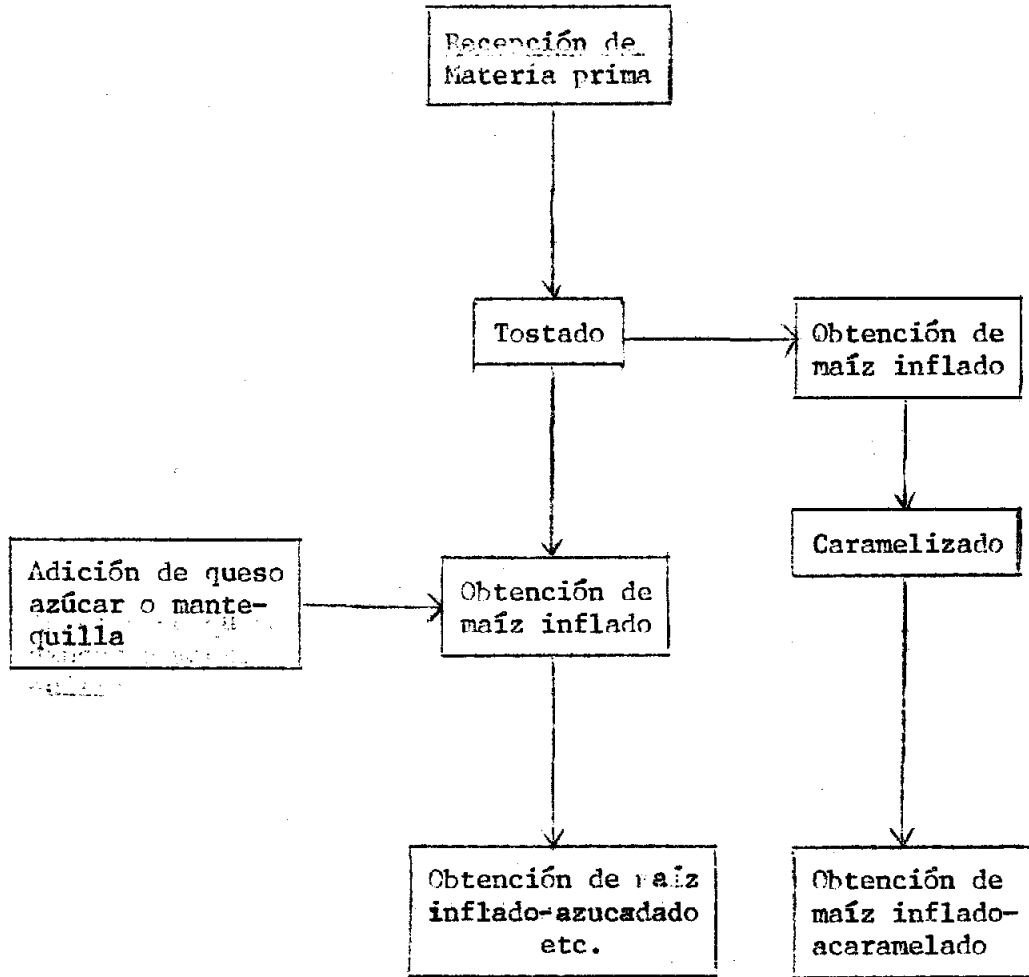 Recepción de
Materia prima
Tostado
Obtención de
maíz inflado
Caramelizado
Adición de queso
azúcar o mante-
quilla
Obtención de
maíz inflado
Obtención de maíz
inflado-azucadado
etc.
Obtención de
maíz inflado-
acaramelado